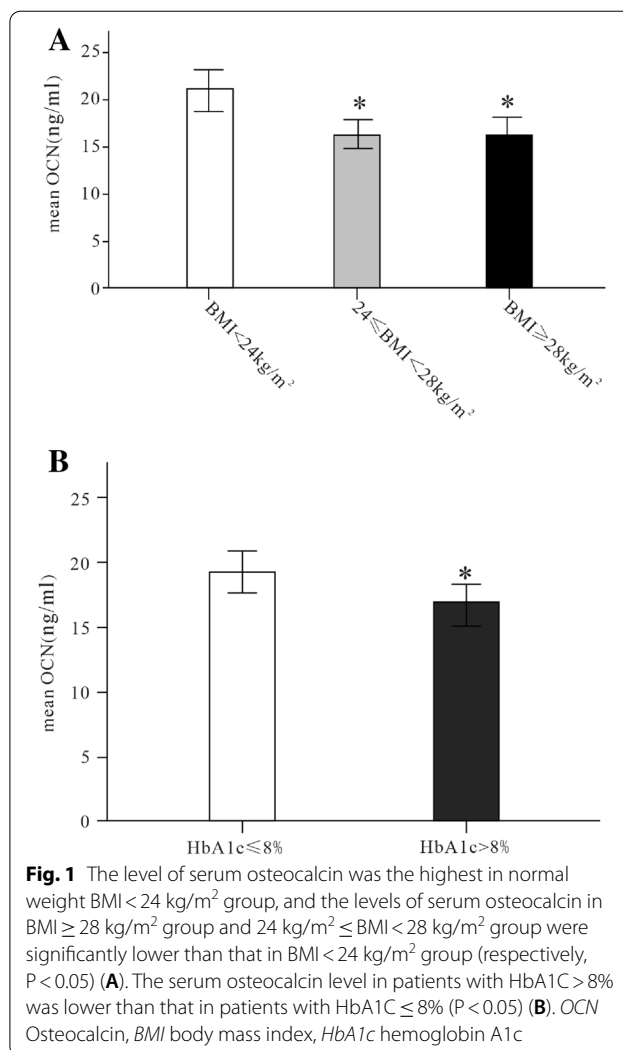 A
25
20
15
10
5
0
mean OCN(ng/ml)
*
*
BMI<24kg/m²
24≤BMI<28kg/m²
BMI≥28kg/m²
B
25
20
15
10
5
0
mean OCN(ng/ml)
*
HbA1c≤8%
HbA1c>8%
Fig. 1 The level of serum osteocalcin was the highest in normal
weight BMI < 24 kg/m² group, and the levels of serum osteocalcin in
BMI ≥ 28 kg/m² group and 24 kg/m² ≤ BMI < 28 kg/m² group were
significantly lower than that in BMI < 24 kg/m² group (respectively,
P < 0.05) (A). The serum osteocalcin level in patients with HbA1C > 8%
was lower than that in patients with HbA1C ≤ 8% (P < 0.05) (B). OCN
Osteocalcin, BMI body mass index, HbA1c hemoglobin A1c